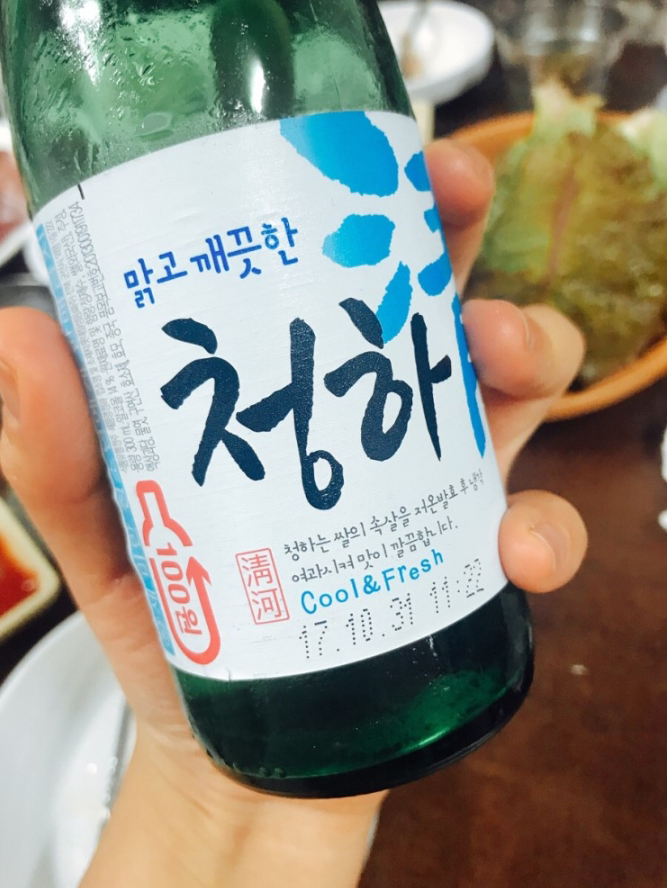 맑고 깨끗한
청하
청하는 쌀의 속살을 저온발효 후 냉각
여과시켜 맛이 깔끔합니다.
淸河
Cool&Fresh
17.10.31 11:22
100원